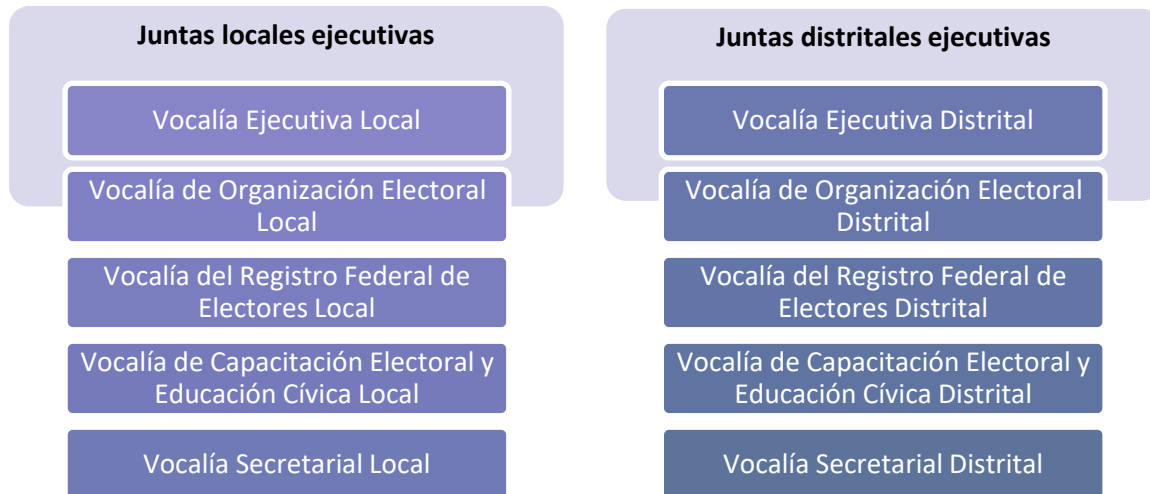 Juntas locales ejecutivas
Vocalía Ejecutiva Local
Vocalía de Organización Electoral
Local
Vocalía del Registro Federal de
Electores Local
Vocalía de Capacitación Electoral y
Educación Cívica Local
Vocalía Secretarial Local
Juntas distritales ejecutivas
Vocalía Ejecutiva Distrital
Vocalía de Organización Electoral
Distrital
Vocalía del Registro Federal de
Electores Distrital
Vocalía de Capacitación Electoral y
Educación Cívica Distrital
Vocalía Secretarial Distrital